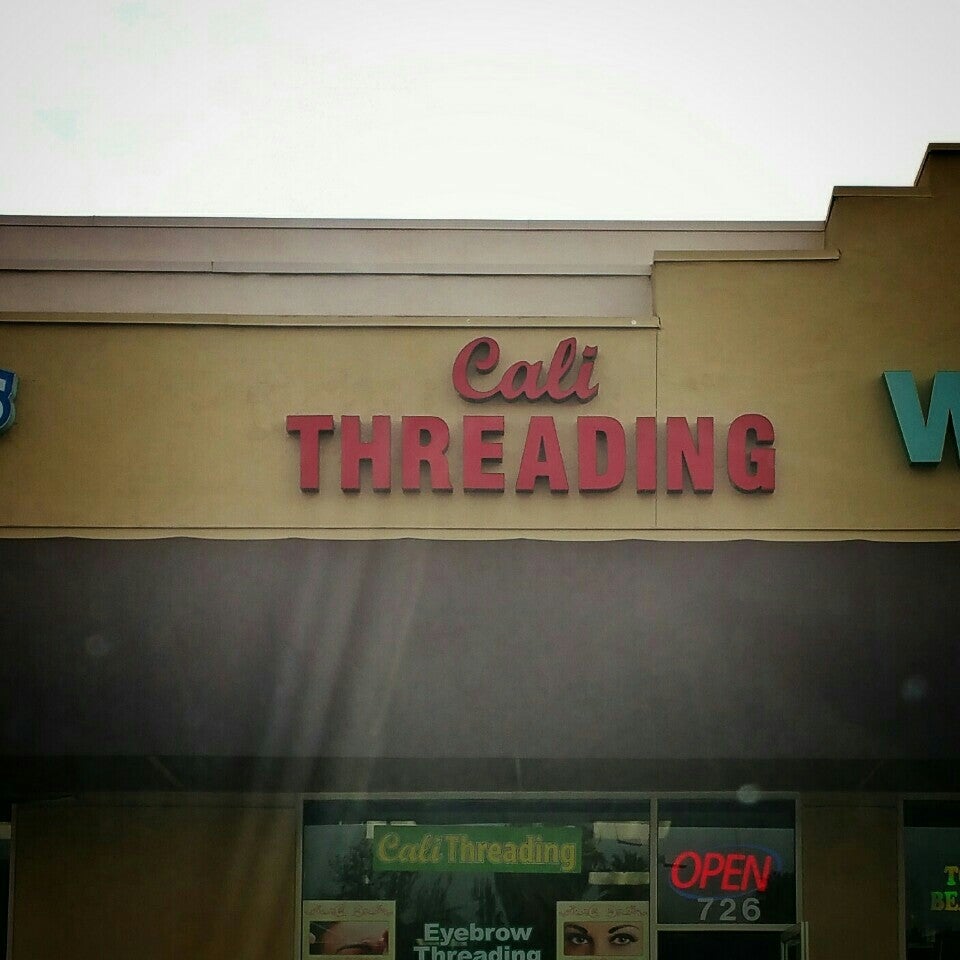 Cali
THREADING
W
Cali Threading
OPEN
726
Eyebrow
Threading